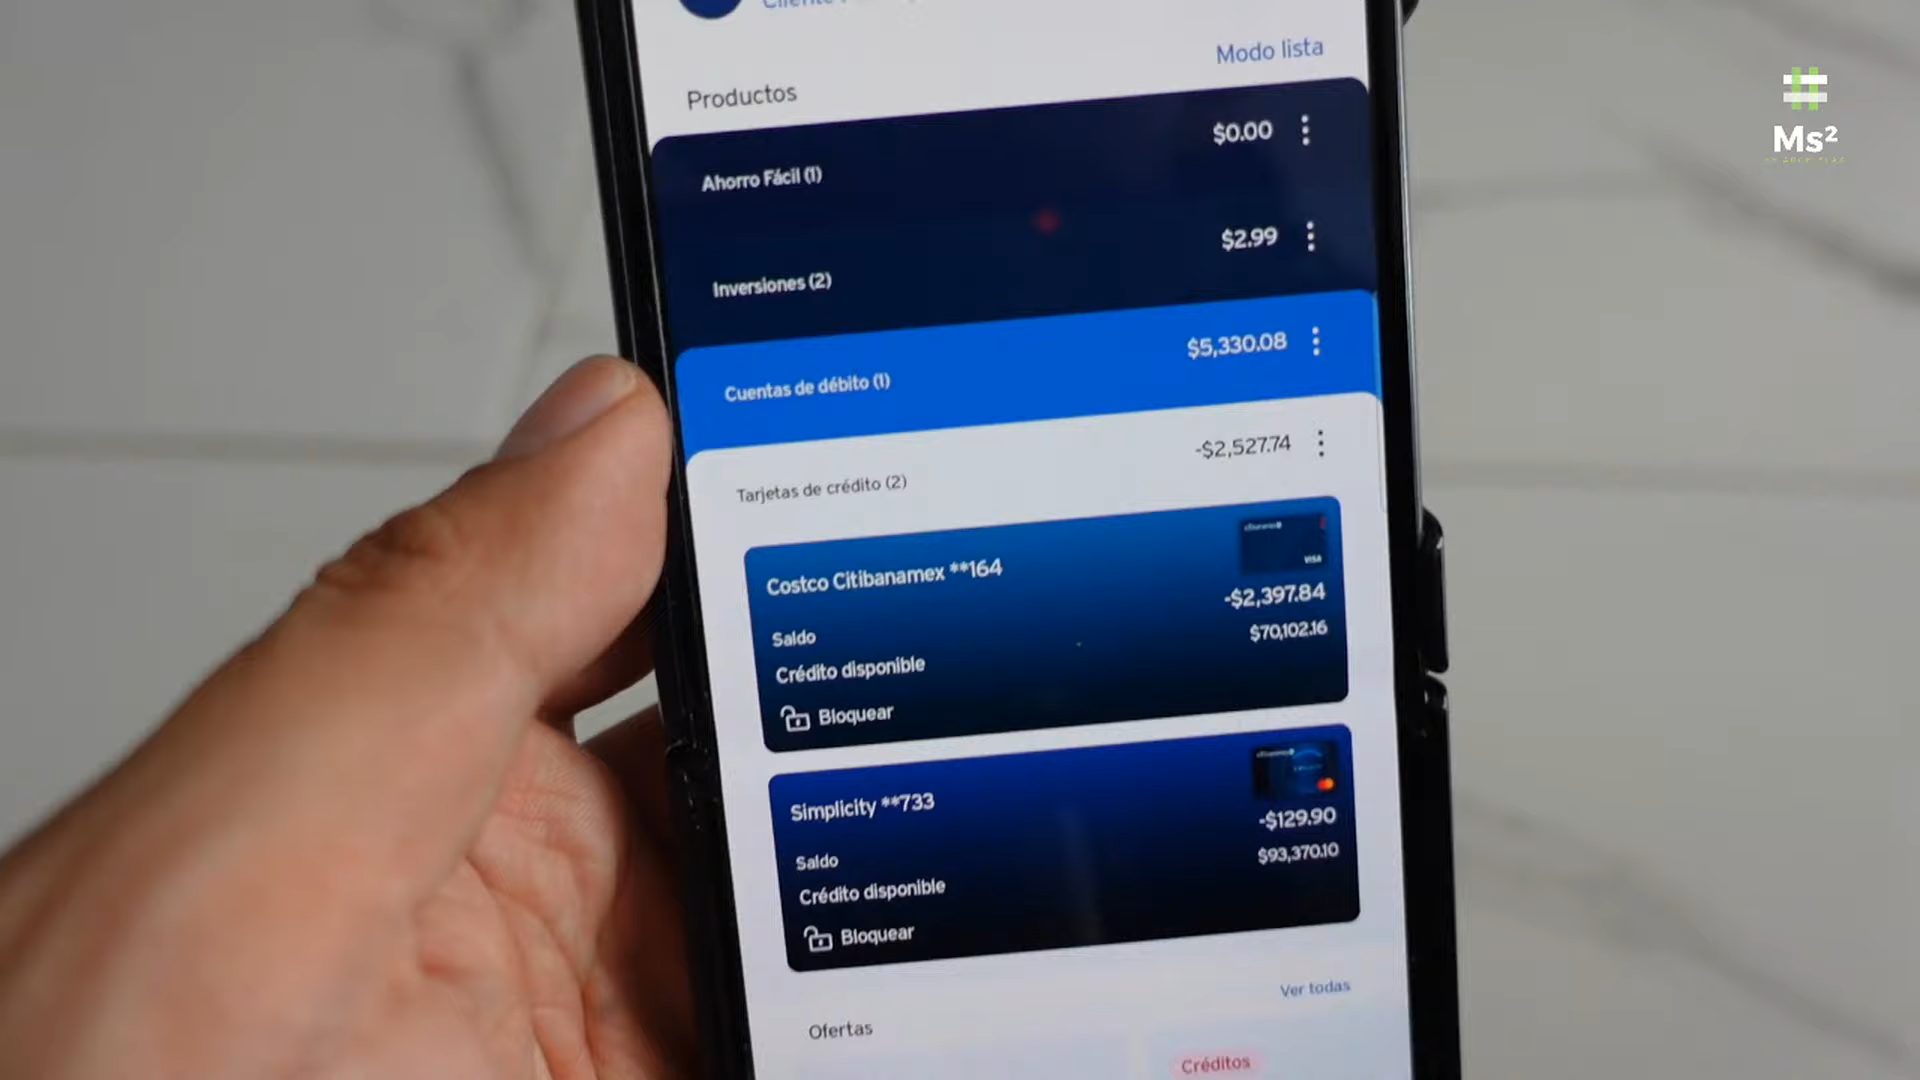 Modo lista
Productos
$0.00
Ahorro Fácil (1)
$2.99
Inversiones (2)
$5,330.08
Cuentas de débito (1)
-$2,527.74
Tarjetas de crédito (2)
Costco Citibanamex **164
VISA
-$2,397.84
Saldo
$70,102.16
Crédito disponible
Bloquear
Simplicity **733
-$129.90
Saldo
$93,370.10
Crédito disponible
Bloquear
Ver todas
Ofertas
Créditos
Ms²